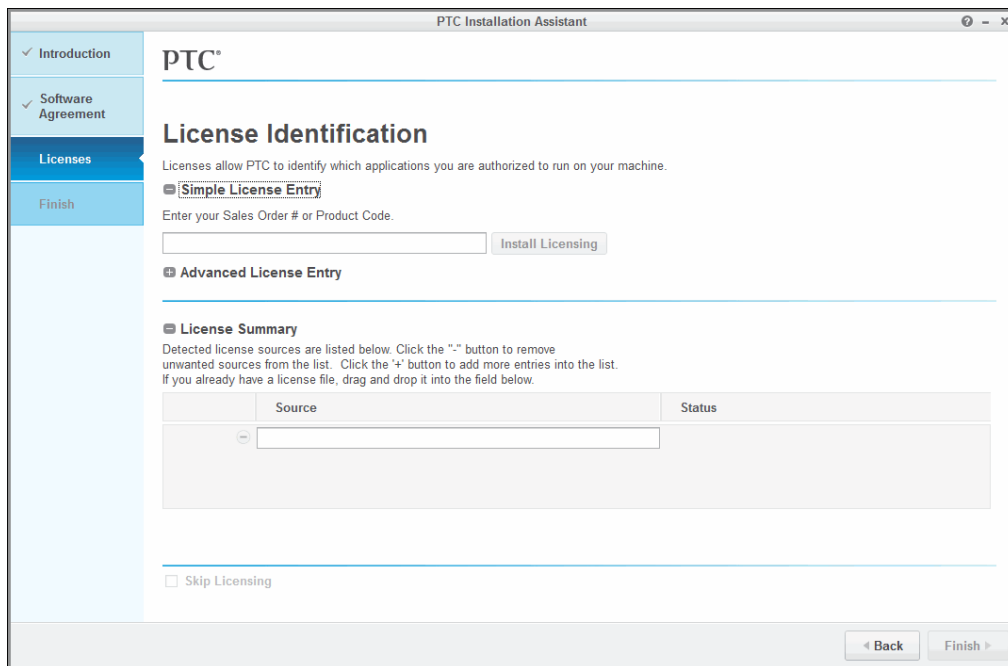 PTC Installation Assistant
Introduction
Software
Agreement
Licenses
Finish
PTC®
License Identification
Licenses allow PTC to identify which applications you are authorized to run on your machine.
Simple License Entry
Enter your Sales Order # or Product Code.
Install Licensing
Advanced License Entry
License Summary
Detected license sources are listed below. Click the "-" button to remove
unwanted sources from the list.  Click the '+' button to add more entries into the list.
If you already have a license file, drag and drop it into the field below.
Source Status
Skip Licensing
Back Finish